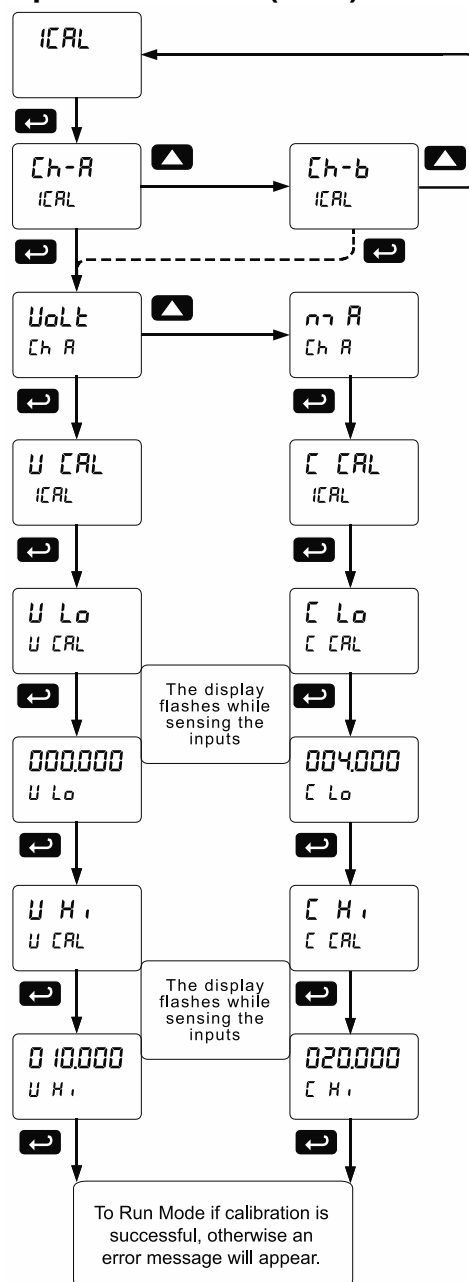 ICAL
Ch-A
ICAL
Ch-b
ICAL
VoLt
Ch A
mA
Ch A
V CAL
ICAL
C CAL
ICAL
V Lo
V CAL
C Lo
C CAL
The display
flashes while
sensing the
inputs
000.000
V Lo
004.000
C Lo
V Hi
V CAL
C Hi
C CAL
The display
flashes while
sensing the
inputs
010.000
V Hi
020.000
C Hi
To Run Mode if calibration is
successful, otherwise an
error message will appear.